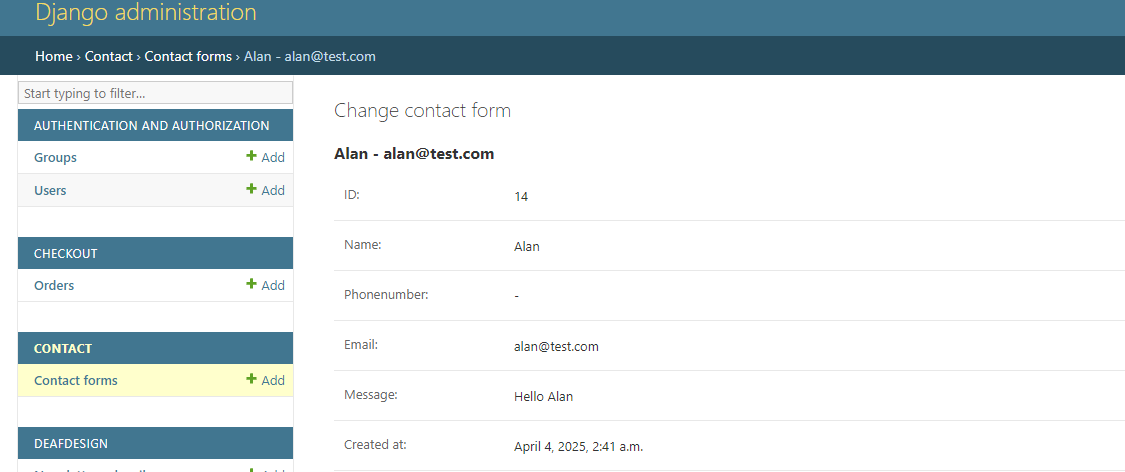 Django administration
Home › Contact › Contact forms › Alan - alan@test.com
Start typing to filter...
AUTHENTICATION AND AUTHORIZATION
Groups + Add
Users + Add
CHECKOUT
Orders + Add
CONTACT
Contact forms + Add
DEAFDESIGN
Change contact form
Alan - alan@test.com
ID: 14
Name: Alan
Phonenumber: -
Email: alan@test.com
Message: Hello Alan
Created at: April 4, 2025, 2:41 a.m.